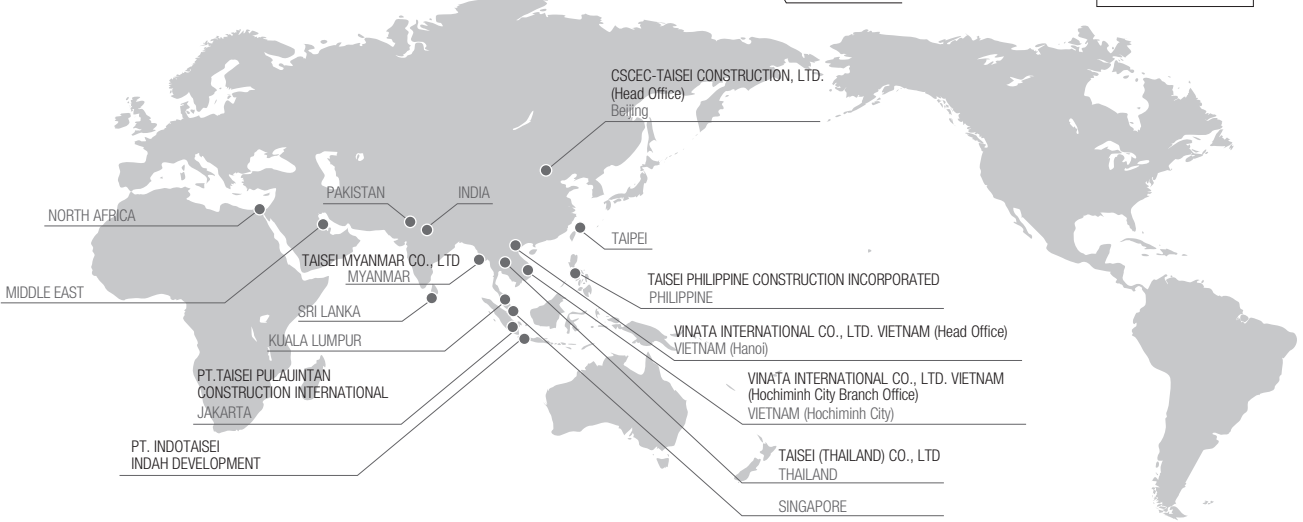 CSCEC-TAISEI CONSTRUCTION, LTD.
(Head Office)
Beijing
PAKISTAN
INDIA
NORTH AFRICA
TAIPEI
TAISEI MYANMAR CO., LTD
MYANMAR
TAISEI PHILIPPINE CONSTRUCTION INCORPORATED
PHILIPPINE
MIDDLE EAST
SRI LANKA
VINATA INTERNATIONAL CO., LTD. VIETNAM (Head Office)
VIETNAM (Hanoi)
KUALA LUMPUR
PT.TAISEI PULAUINTAN
CONSTRUCTION INTERNATIONAL
JAKARTA
VINATA INTERNATIONAL CO., LTD. VIETNAM
(Hochiminh City Branch Office)
VIETNAM (Hochiminh City)
PT. INDOTAISEI
INDAH DEVELOPMENT
TAISEI (THAILAND) CO., LTD
THAILAND
SINGAPORE